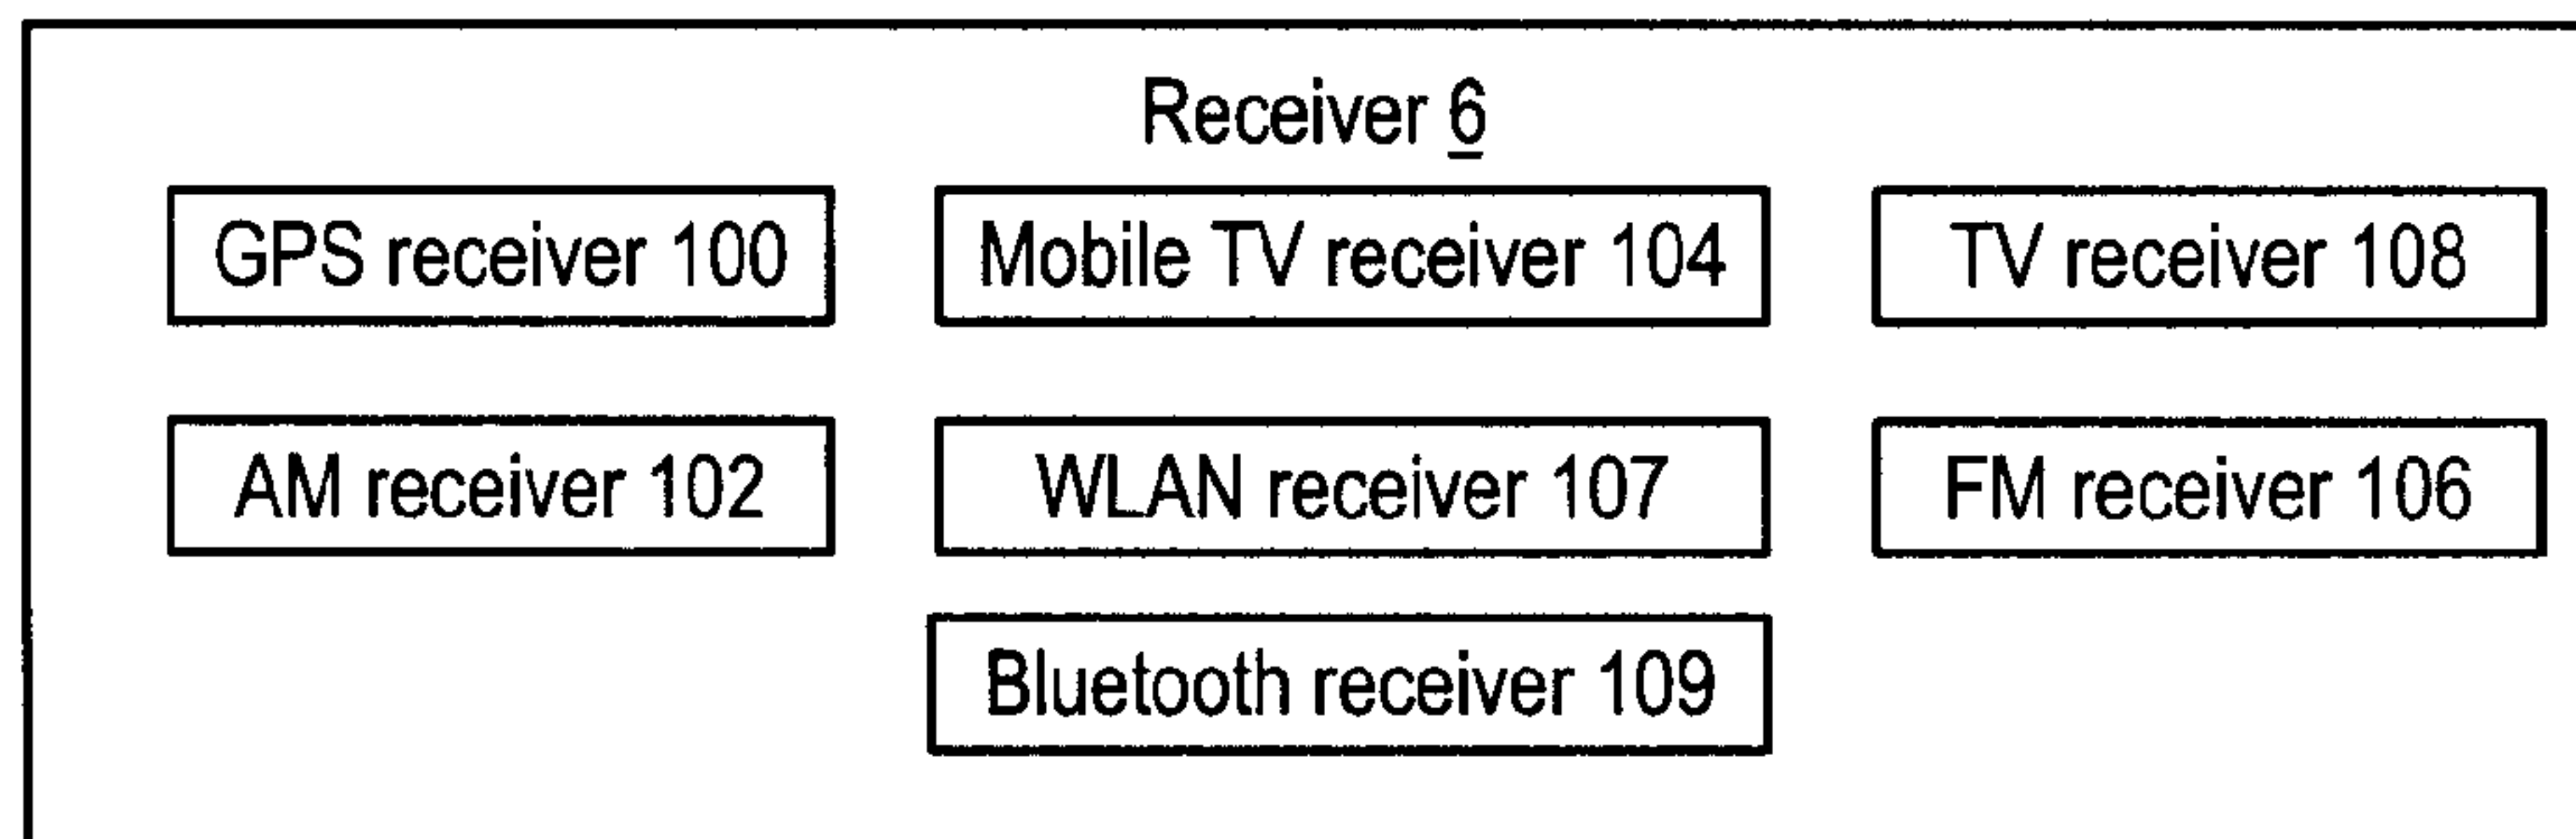 Receiver 6
GPS receiver 100
Mobile TV receiver 104
TV receiver 108
AM receiver 102
WLAN receiver 107
FM receiver 106
Bluetooth receiver 109